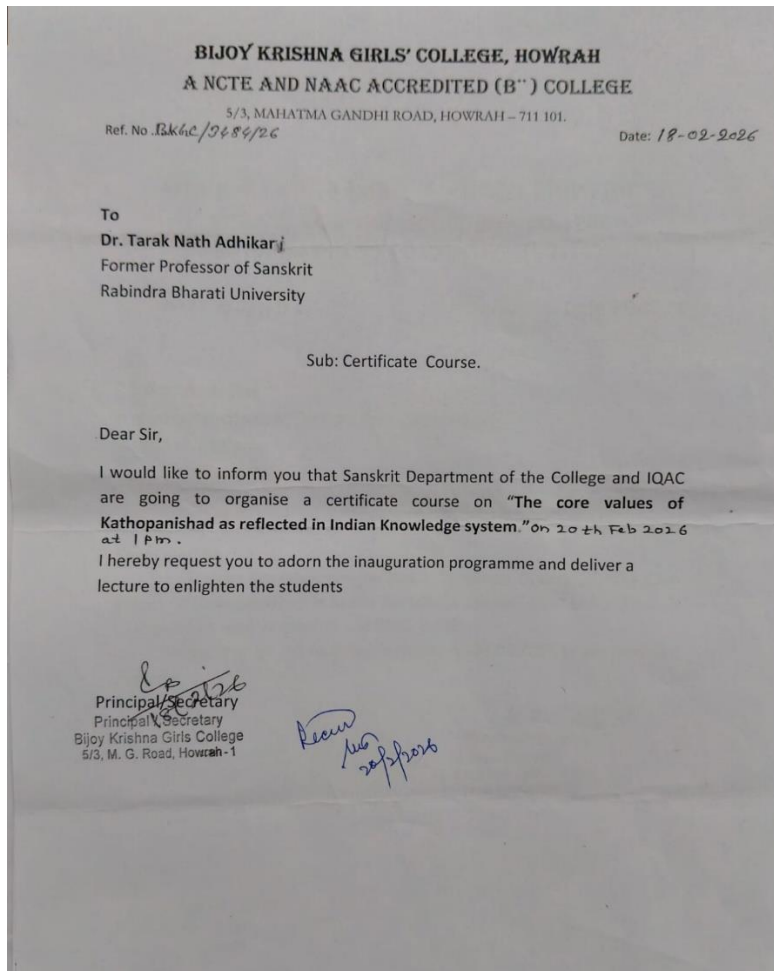 BIJOY KRISHNA GIRLS' COLLEGE, HOWRAH
A NCTE AND NAAC ACCREDITED (B⁺⁺) COLLEGE
5/3, MAHATMA GANDHI ROAD, HOWRAH – 711 101.
Ref. No. BKGC/3484/26
Date: 18-02-2026
To
Dr. Tarak Nath Adhikari
Former Professor of Sanskrit
Rabindra Bharati University
Sub: Certificate Course.
Dear Sir,
I would like to inform you that Sanskrit Department of the College and IQAC
are going to organise a certificate course on “The core values of
Kathopanishad as reflected in Indian Knowledge system.” On 20th Feb 2026
at 1 pm.
I hereby request you to adorn the inauguration programme and deliver a
lecture to enlighten the students
Principal/Secretary
Principal/Secretary
Bijoy Krishna Girls College
5/3, M. G. Road, Howrah-1
20/2/2026